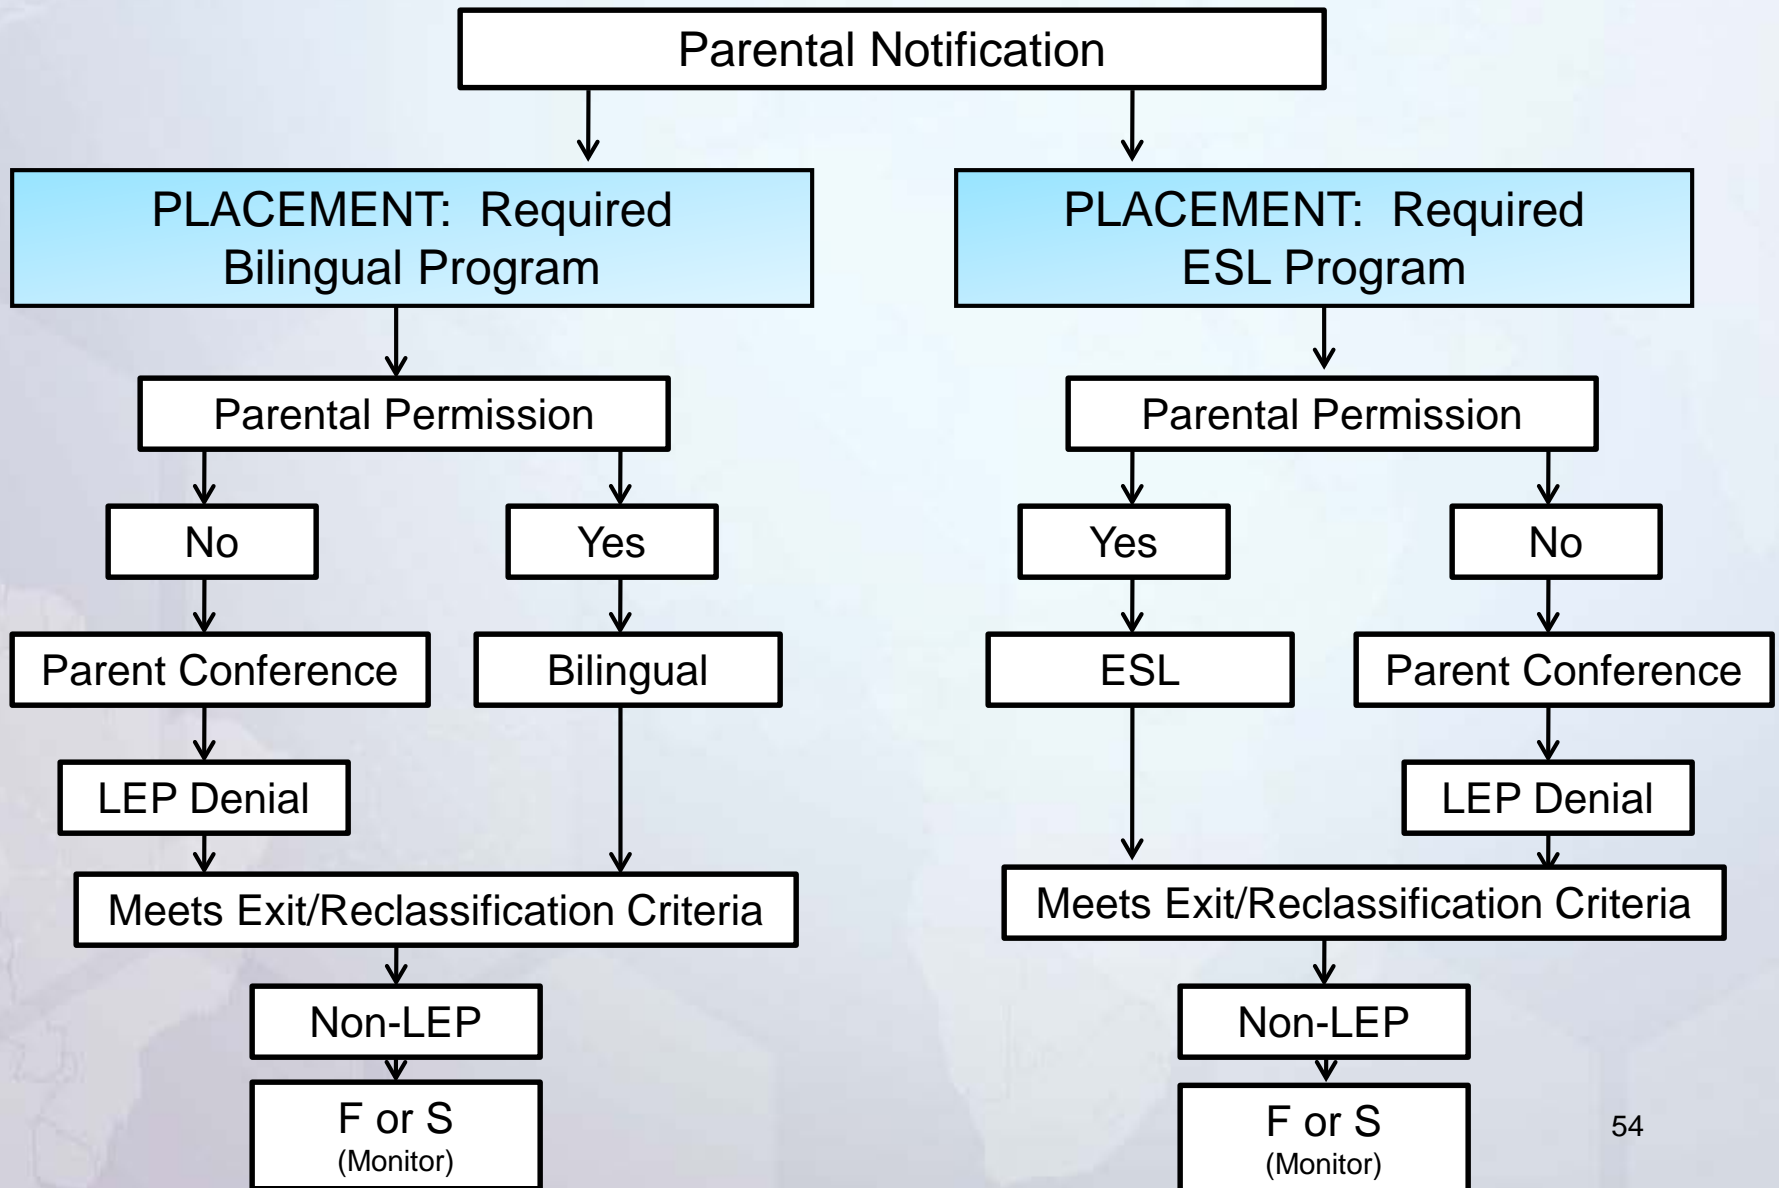 Parental Notification
PLACEMENT: Required
Bilingual Program
PLACEMENT: Required
ESL Program
Parental Permission
Parental Permission
No
Yes
Yes
No
Parent Conference
Bilingual
ESL
Parent Conference
LEP Denial
LEP Denial
Meets Exit/Reclassification Criteria
Meets Exit/Reclassification Criteria
Non-LEP
Non-LEP
F or S
(Monitor)
F or S
(Monitor)
54